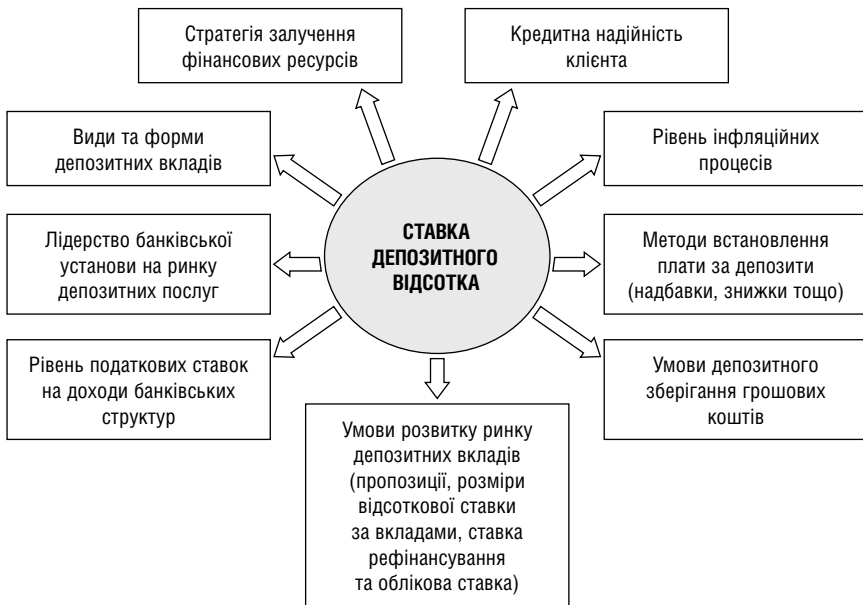 Стратегія залучення
фінансових ресурсів
Кредитна надійність
клієнта
Види та форми
депозитних вкладів
Рівень інфляційних
процесів
СТАВКА
ДЕПОЗИТНОГО
ВІДСОТКА
Лідерство банківської
установи на ринку
депозитних послуг
Методи встановлення
плати за депозити
(надбавки, знижки тощо)
Рівень податкових ставок
на доходи банківських
структур
Умови депозитного
зберігання грошових
коштів
Умови розвитку ринку
депозитних вкладів
(пропозиції, розміри
відсоткової ставки
за вкладами, ставка
рефінансування
та облікова ставка)